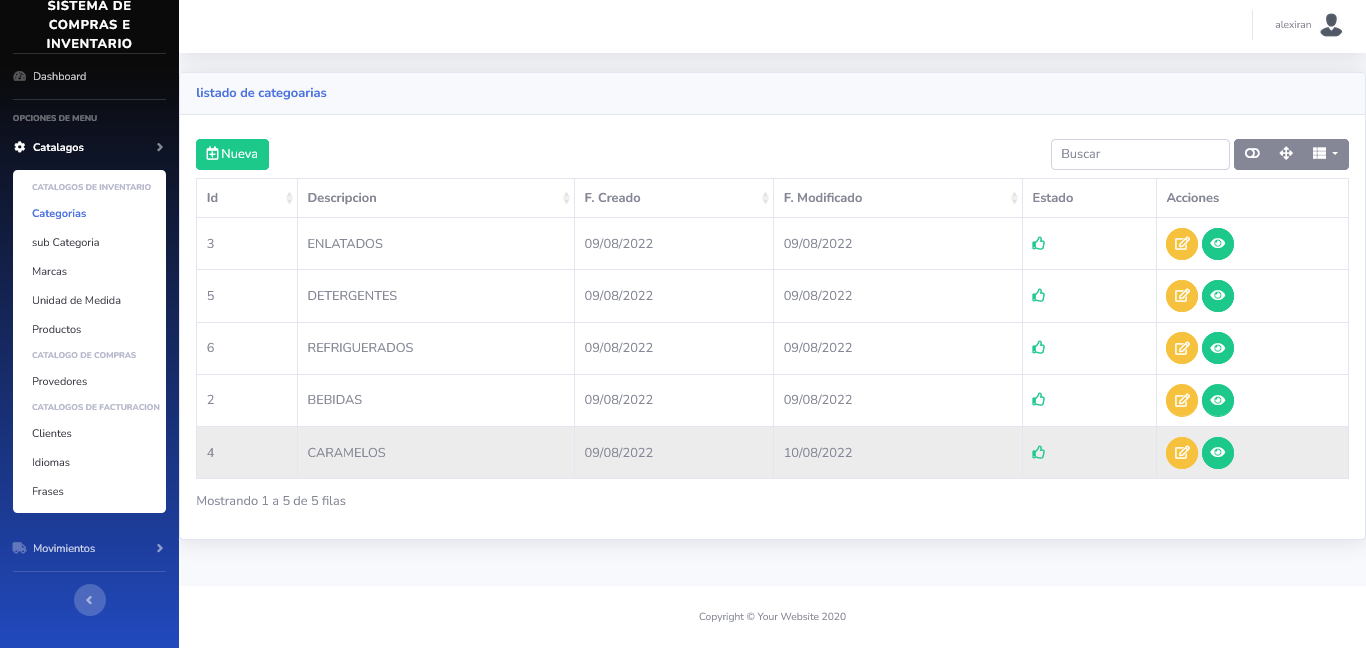 SISTEMA DE
COMPRAS E
INVENTARIO
Dashboard
OPCIONES DE MENU
Catalagos
CATALOGOS DE INVENTARIO
Categorias
sub Categoria
Marcas
Unidad de Medida
Productos
CATALOGO DE COMPRAS
Provedores
CATALOGOS DE FACTURACION
Clientes
Idiomas
Frases
Movimientos
alexiran
listado de categoarias
Nueva
Buscar
Id Descripcion F. Creado F. Modificado Estado Acciones
3 ENLATADOS 09/08/2022 09/08/2022
5 DETERGENTES 09/08/2022 09/08/2022
6 REFRIGUERADOS 09/08/2022 09/08/2022
2 BEBIDAS 09/08/2022 09/08/2022
4 CARAMELOS 09/08/2022 10/08/2022
Mostrando 1 a 5 de 5 filas
Copyright © Your Website 2020